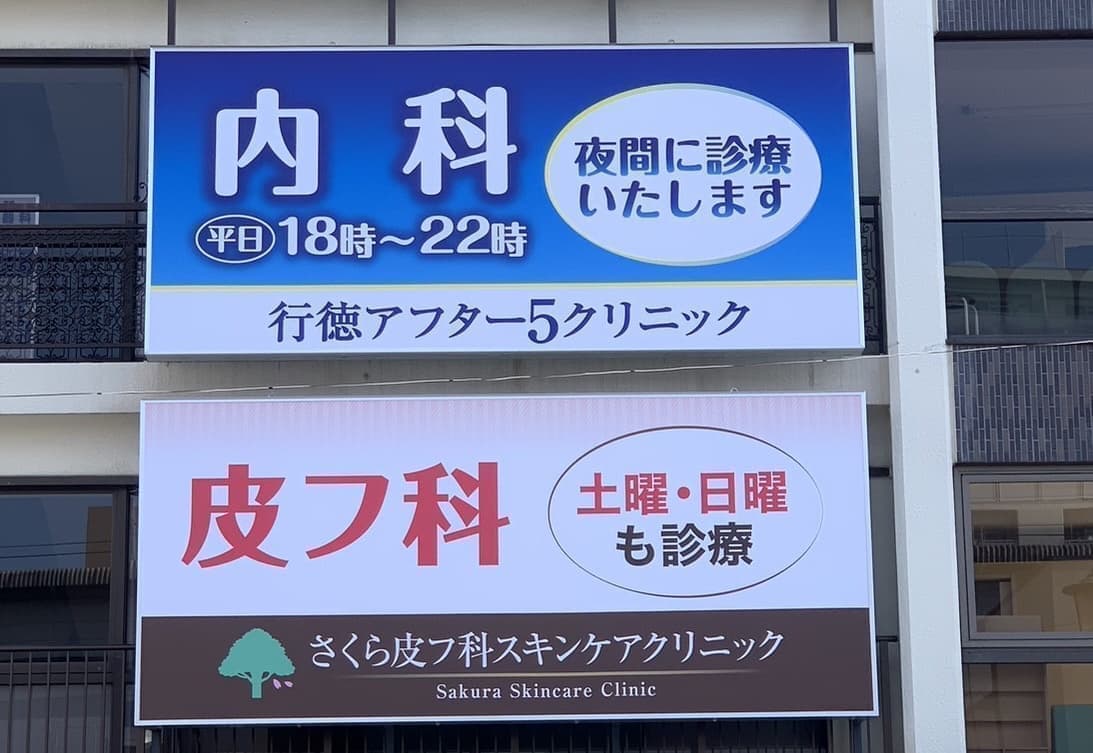 内科
夜間に診療
いたします
平日 18時～22時
行徳アフター5クリニック
皮フ科
土曜・日曜
も診療
さくら皮フ科スキンケアクリニック
Sakura Skincare Clinic